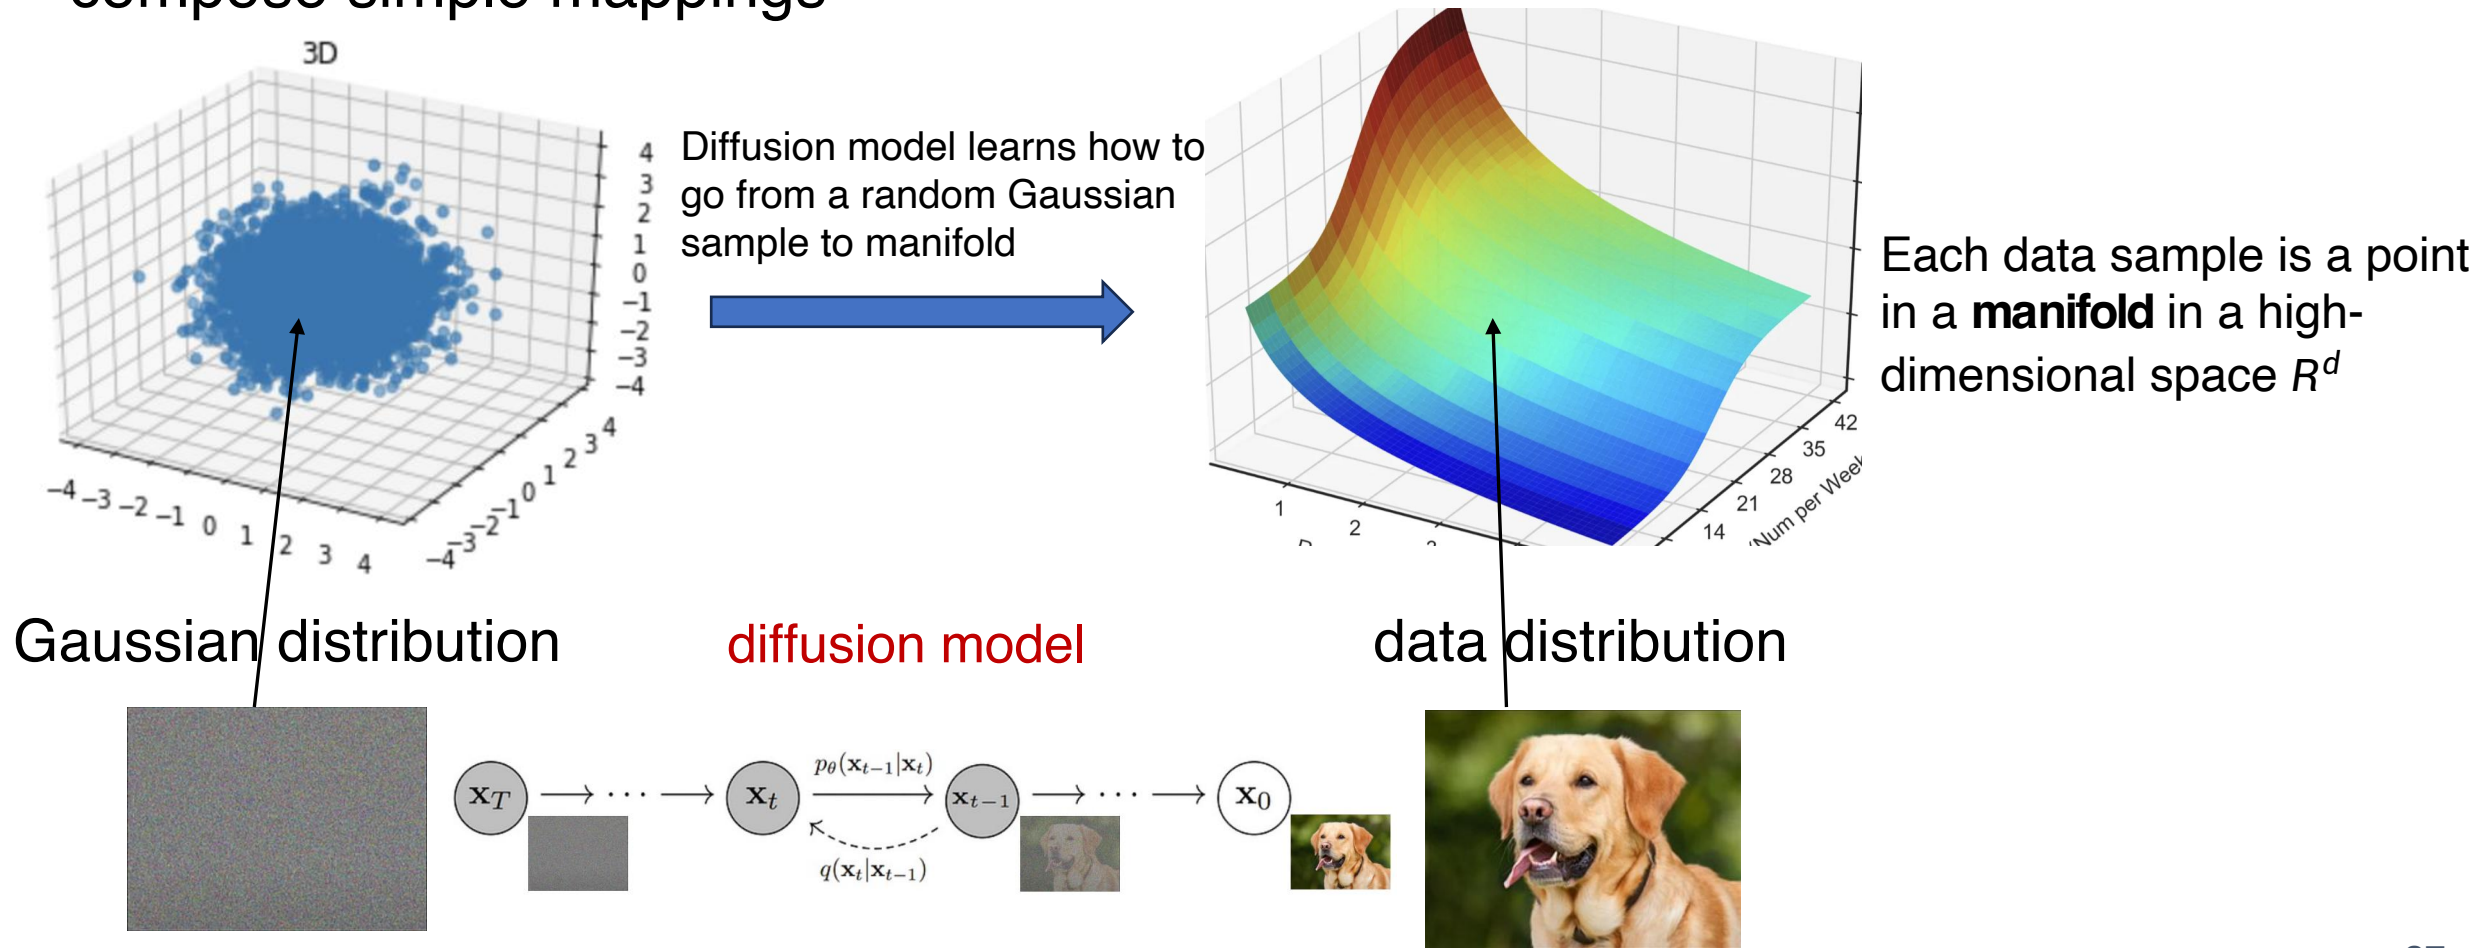 compose simple mappings
3D
4
3
2
1
0
−1
−2
−3
−4
−4 −3 −2 −1 0 1 2 3 4
−4 −3 −2 −1 0 1 2 3 4
Diffusion model learns how to
go from a random Gaussian
sample to manifold
1 2
14 21 28 35 42
Num per Week
Each data sample is a point
in a manifold in a high-
dimensional space R^d
Gaussian distribution
diffusion model
data distribution
x_T → ··· → x_t
p_θ(x_{t−1}|x_t)
x_{t−1} → ··· → x_0
q(x_t|x_{t−1})